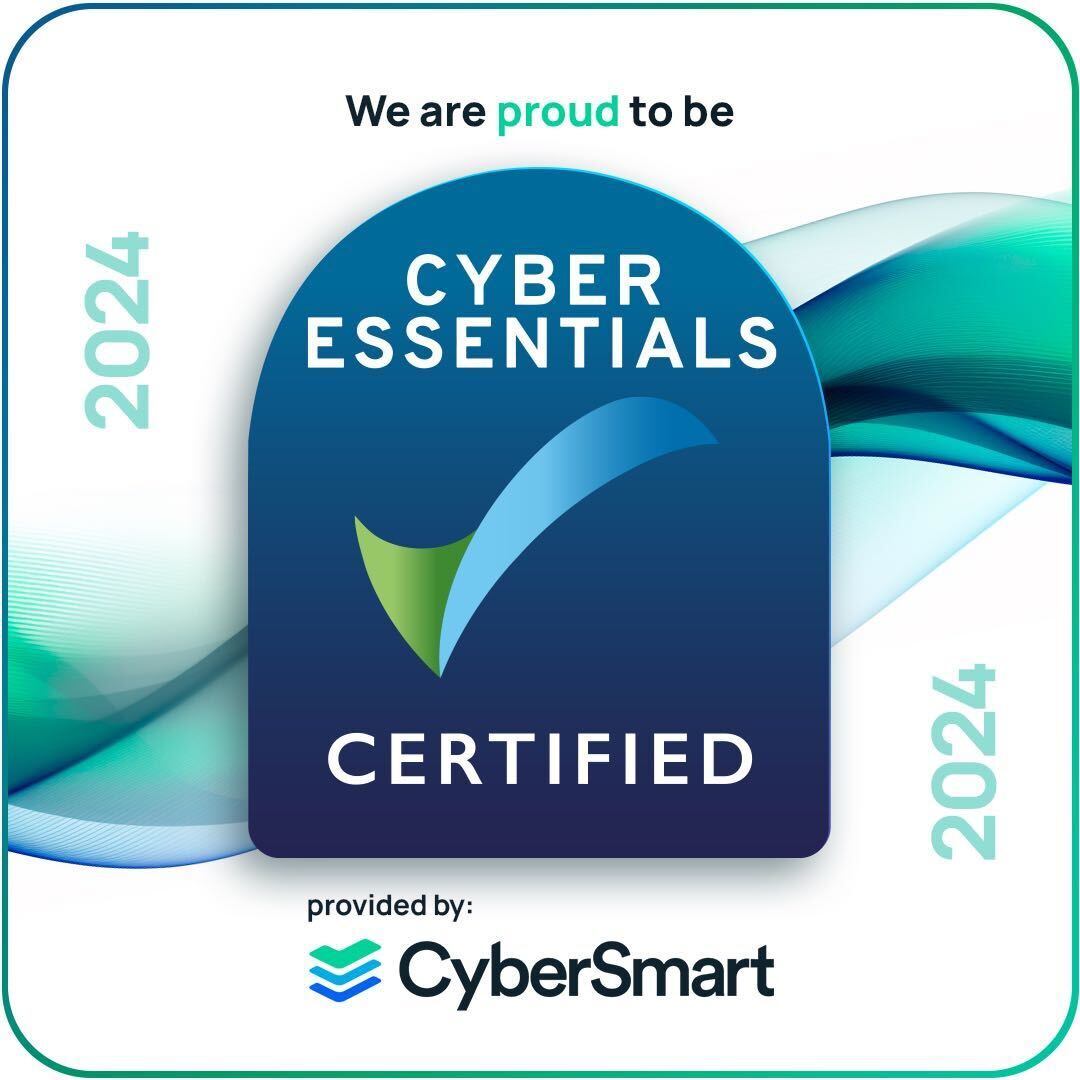 We are proud to be
2024
CYBER
ESSENTIALS
CERTIFIED
2024
provided by:
CyberSmart